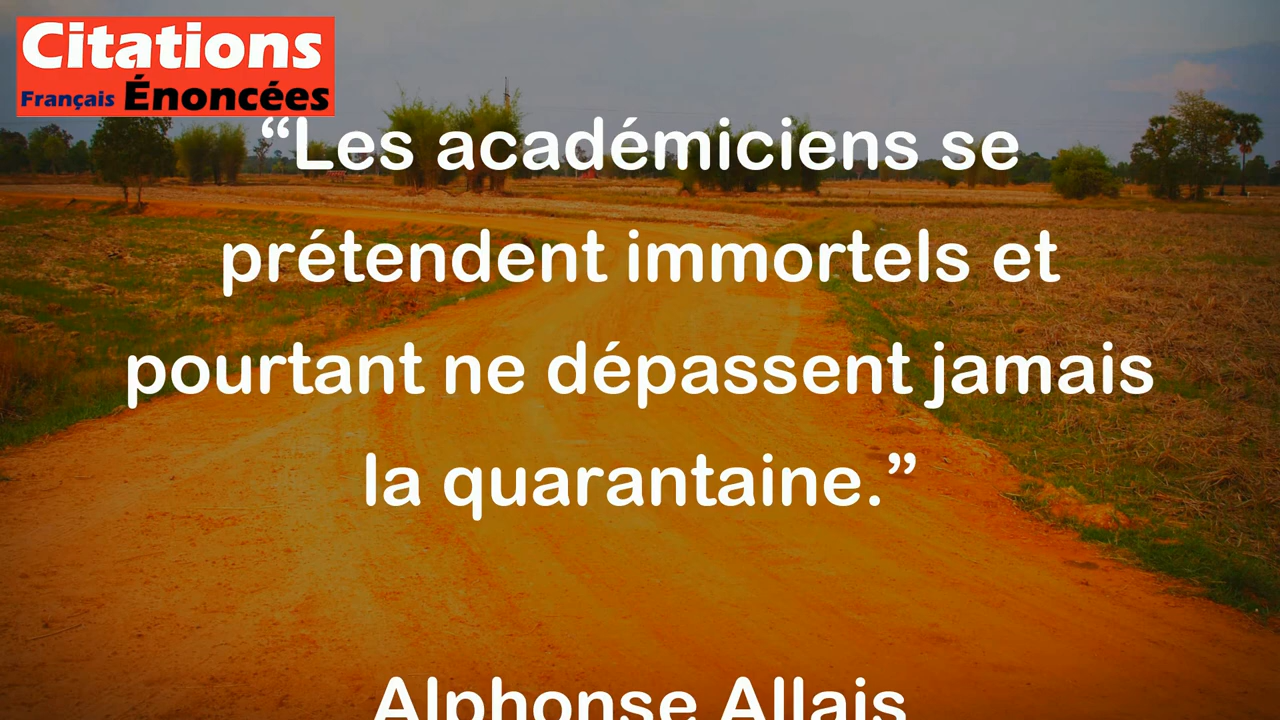 Citations
Français Énoncées
“Les académiciens se
prétendent immortels et
pourtant ne dépassent jamais
la quarantaine.”
Alphonse Allais